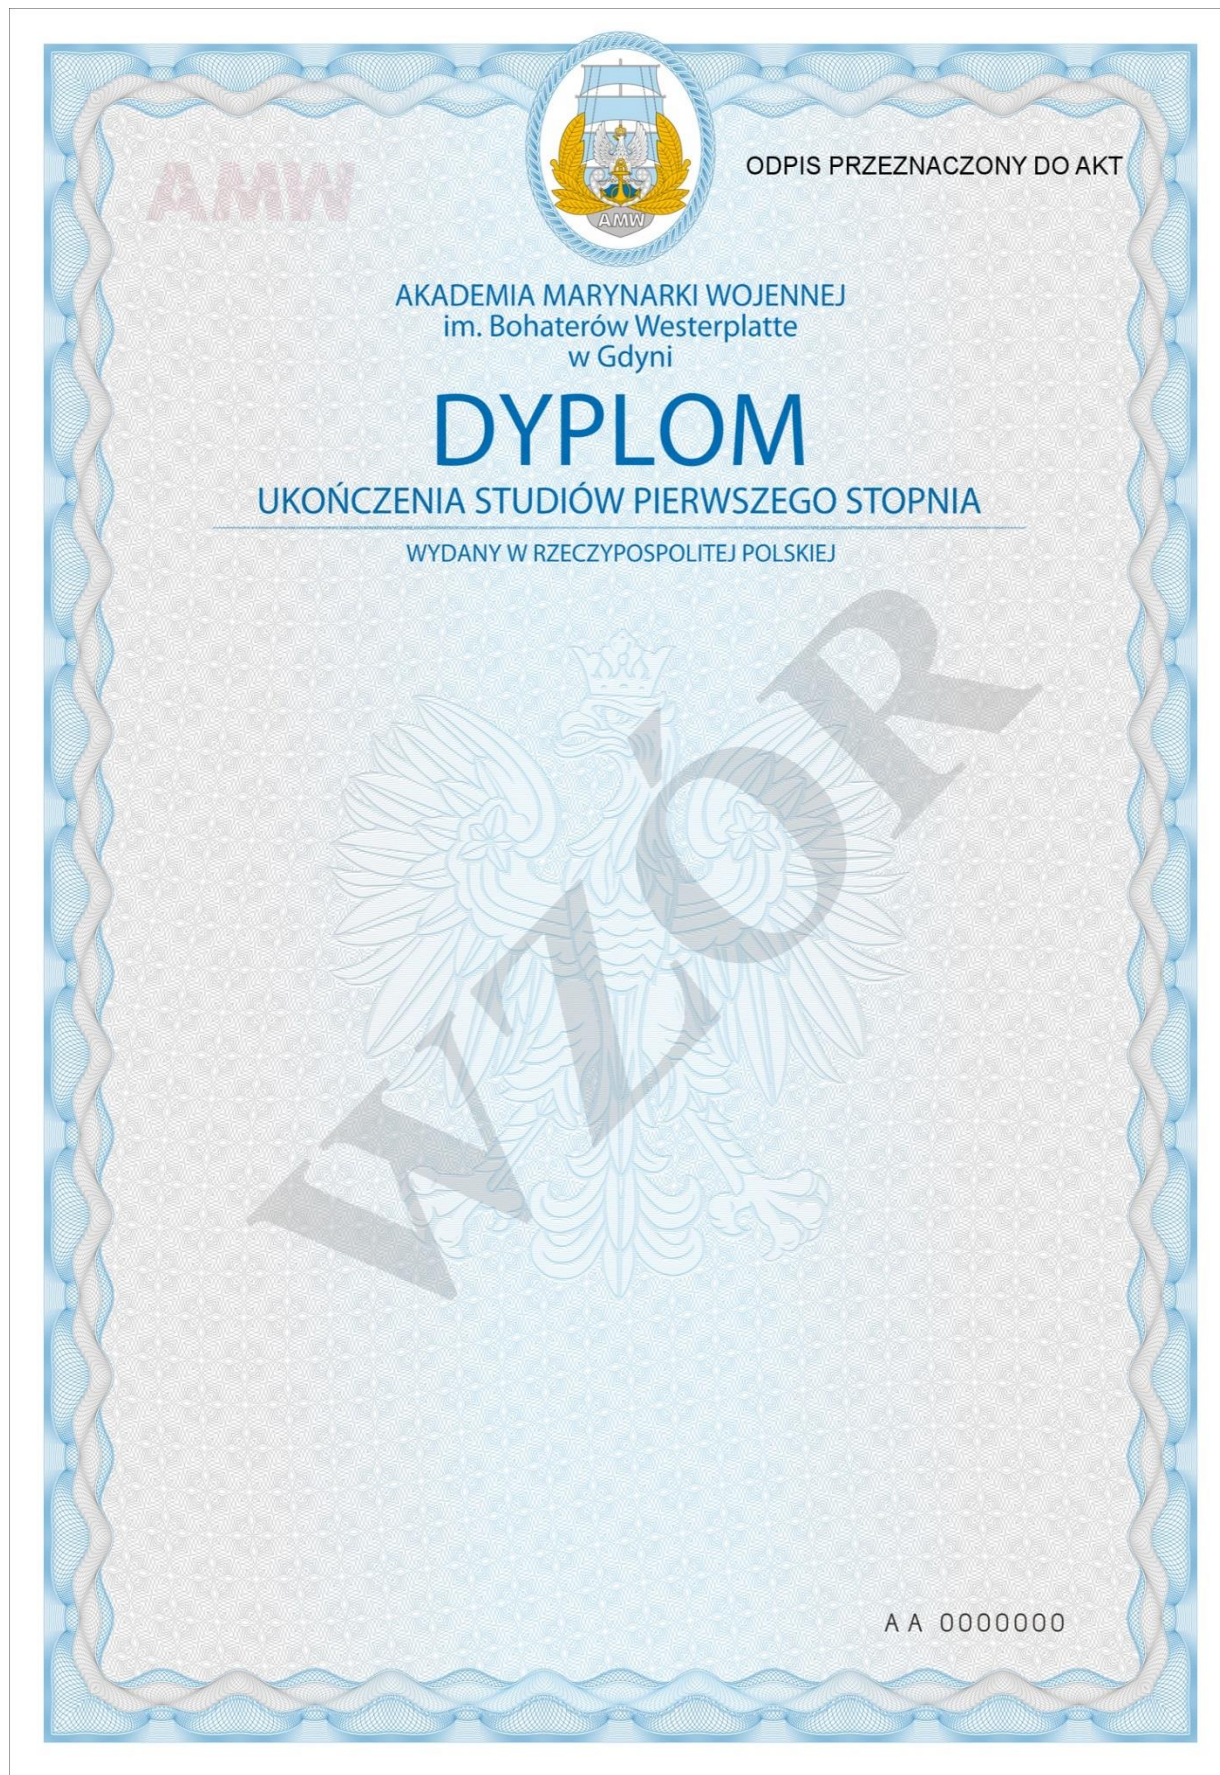 AMW
AMW
ODPIS PRZEZNACZONY DO AKT
AKADEMIA MARYNARKI WOJENNEJ
im. Bohaterów Westerplatte
w Gdyni
DYPLOM
UKOŃCZENIA STUDIÓW PIERWSZEGO STOPNIA
WYDANY W RZECZYPOSPOLITEJ POLSKIEJ
WZÓR
AA 0000000